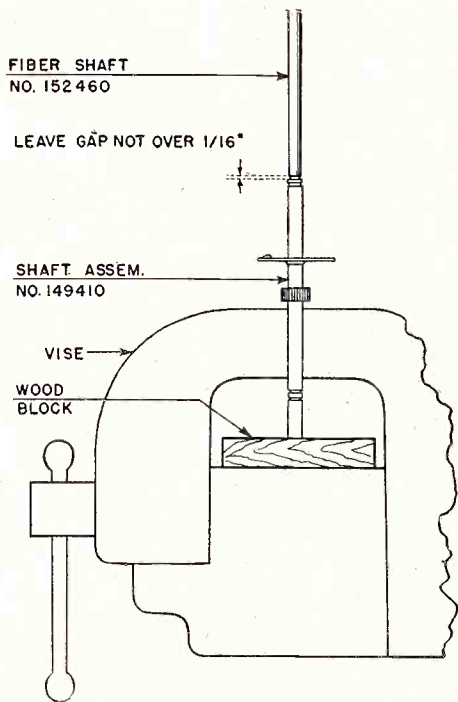 FIBER SHAFT
NO. 152460
LEAVE GAP NOT OVER 1/16"
SHAFT ASSEM.
NO. 149410
VISE
WOOD
BLOCK